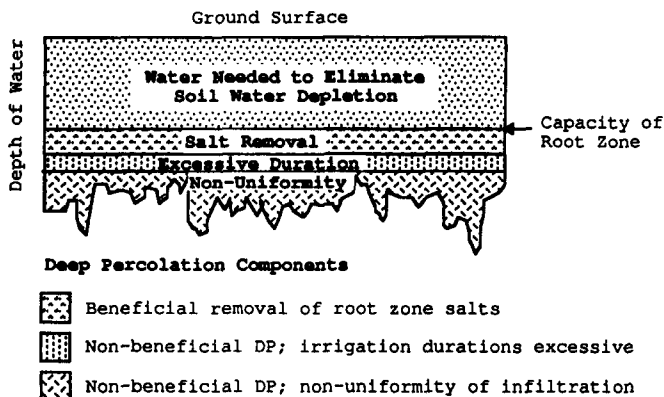 Ground Surface
Depth of Water
Water Needed to Eliminate
Soil Water Depletion
Capacity of
Root Zone
Salt Removal
Excessive Duration
Non-Uniformity
Deep Percolation Components
Beneficial removal of root zone salts
Non-beneficial DP; irrigation durations excessive
Non-beneficial DP; non-uniformity of infiltration